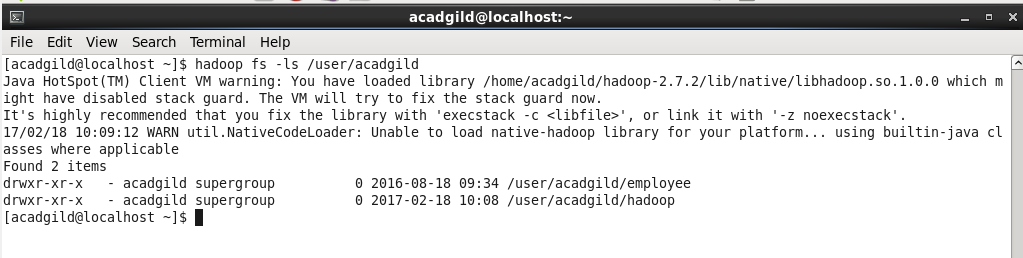 acadgild@localhost:~
File Edit View Search Terminal Help
[acadgild@localhost ~]$ hadoop fs -ls /user/acadgild
Java HotSpot(TM) Client VM warning: You have loaded library /home/acadgild/hadoop-2.7.2/lib/native/libhadoop.so.1.0.0 which m
ight have disabled stack guard. The VM will try to fix the stack guard now.
It's highly recommended that you fix the library with 'execstack -c <libfile>', or link it with '-z noexecstack'.
17/02/18 10:09:12 WARN util.NativeCodeLoader: Unable to load native-hadoop library for your platform... using builtin-java cl
asses where applicable
Found 2 items
drwxr-xr-x   - acadgild supergroup          0 2016-08-18 09:34 /user/acadgild/employee
drwxr-xr-x   - acadgild supergroup          0 2017-02-18 10:08 /user/acadgild/hadoop
[acadgild@localhost ~]$